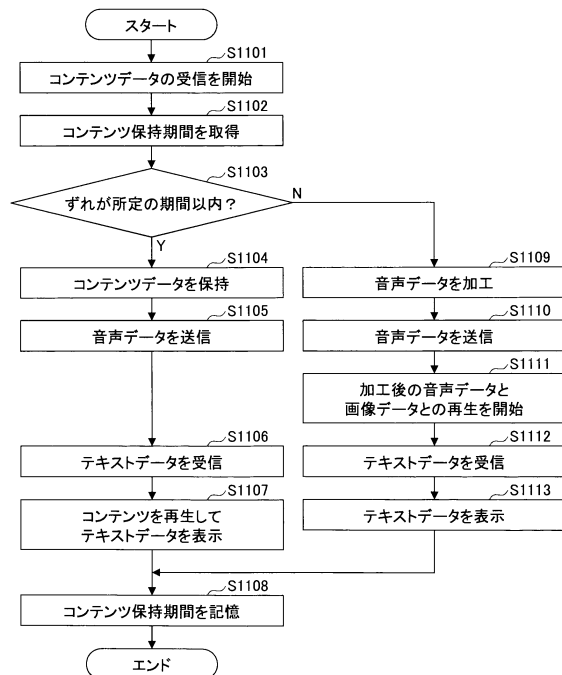 スタート
S1101
コンテンツデータの受信を開始
S1102
コンテンツ保持期間を取得
S1103
ずれが所定の期間以内?
N
Y
S1104
コンテンツデータを保持
S1105
音声データを送信
S1106
テキストデータを受信
S1107
コンテンツを再生して
テキストデータを表示
S1109
音声データを加工
S1110
音声データを送信
S1111
加工後の音声データと
画像データとの再生を開始
S1112
テキストデータを受信
S1113
テキストデータを表示
S1108
コンテンツ保持期間を記憶
エンド